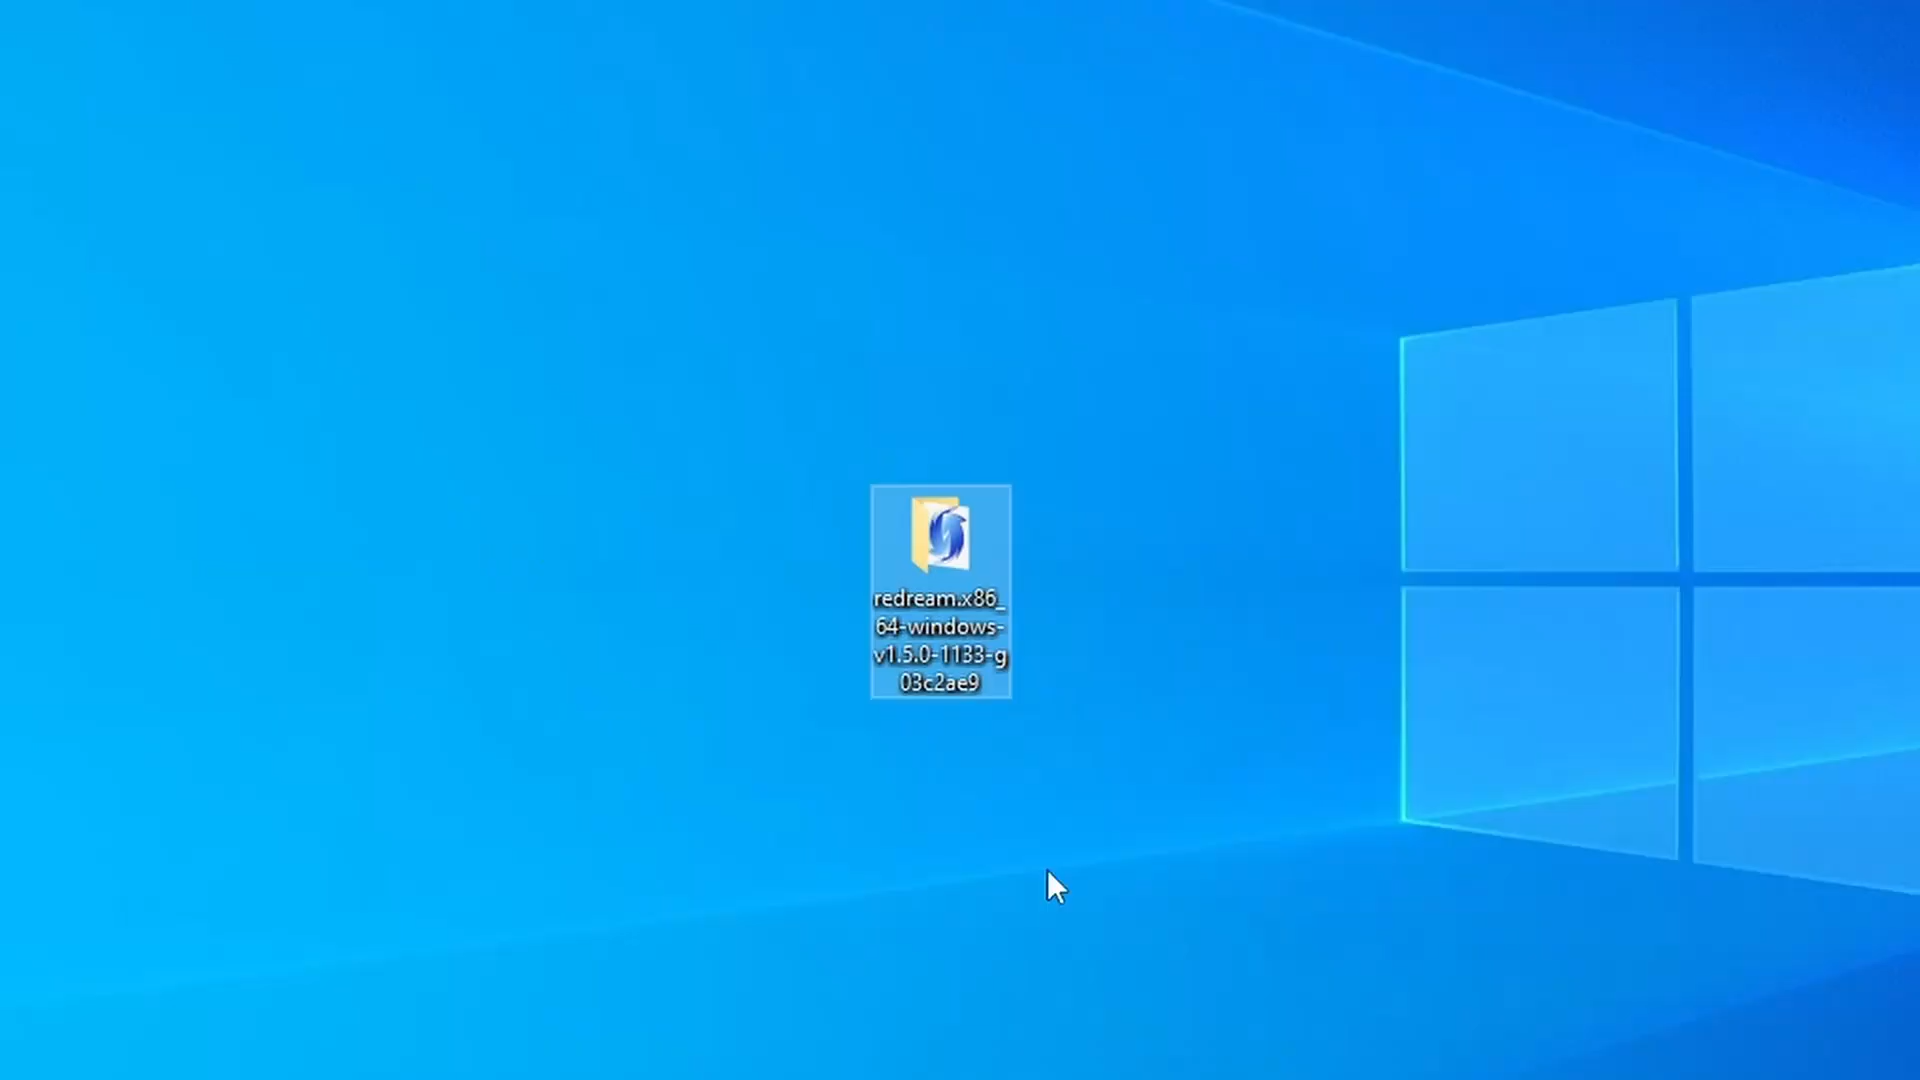 redream.x86_
64-windows-
v1.5.0-1133-g
03c2ae9